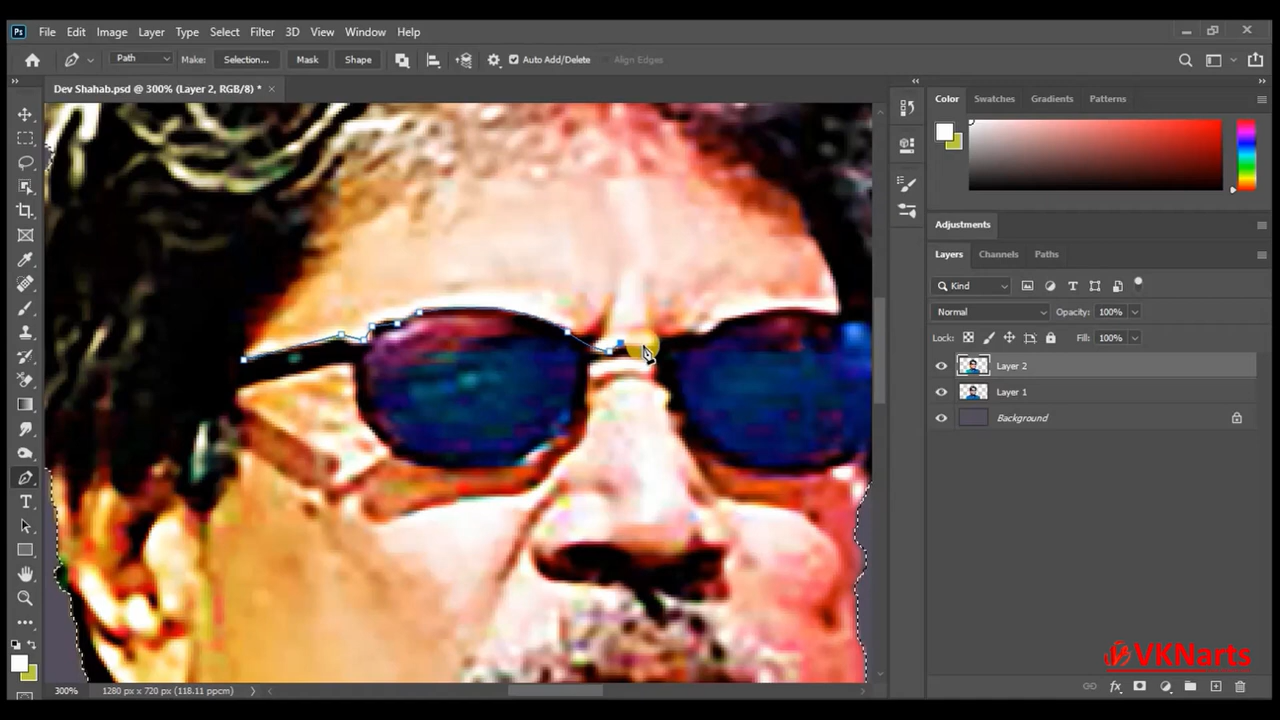 Ps File Edit Image Layer Type Select Filter 3D View Window Help
Path Make: Selection... Mask Shape Auto Add/Delete Align Edges
Dev Shahab.psd @ 300% (Layer 2, RGB/8) *
Color Swatches Gradients Patterns
Adjustments
Layers Channels Paths
Kind
Normal Opacity: 100%
Lock: Fill: 100%
Layer 2
Layer 1
Background
VKNarts
300% 1280 px x 720 px (118.11 ppcm)